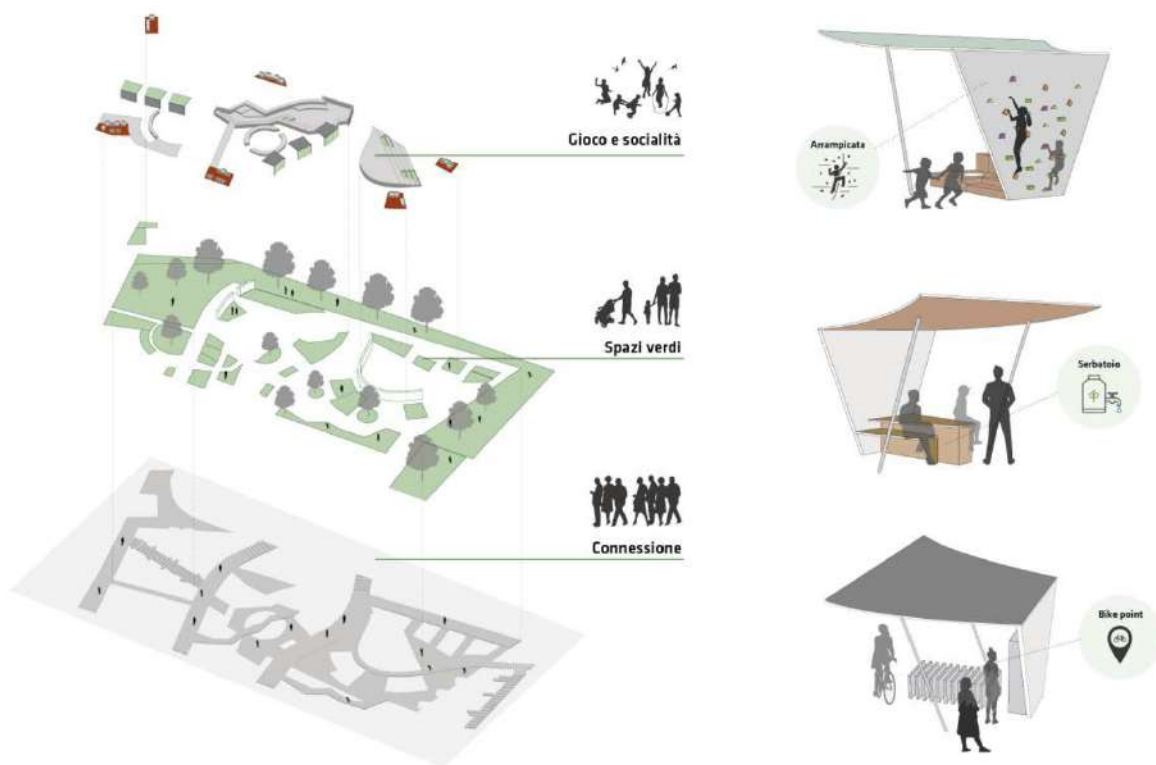 Gioco e socialità
Spazi verdi
Connessione
Arrampicata
Serbatoio
Bike point